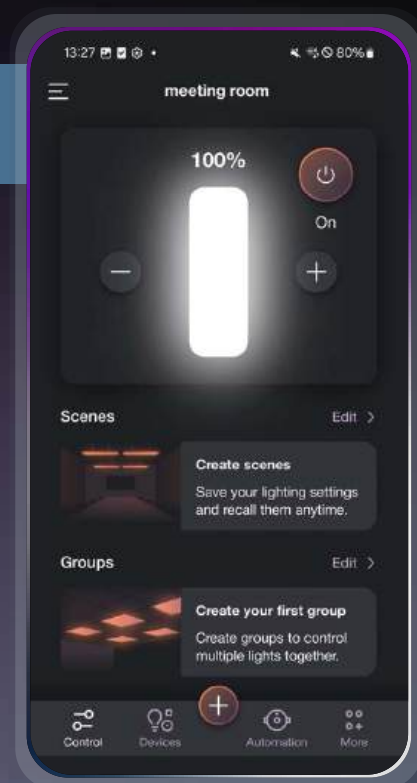 13:27
80%
meeting room
100%
On
Scenes
Edit >
Create scenes
Save your lighting settings
and recall them anytime.
Groups
Edit >
Create your first group
Create groups to control
multiple lights together.
Control
Devices
Automation
More